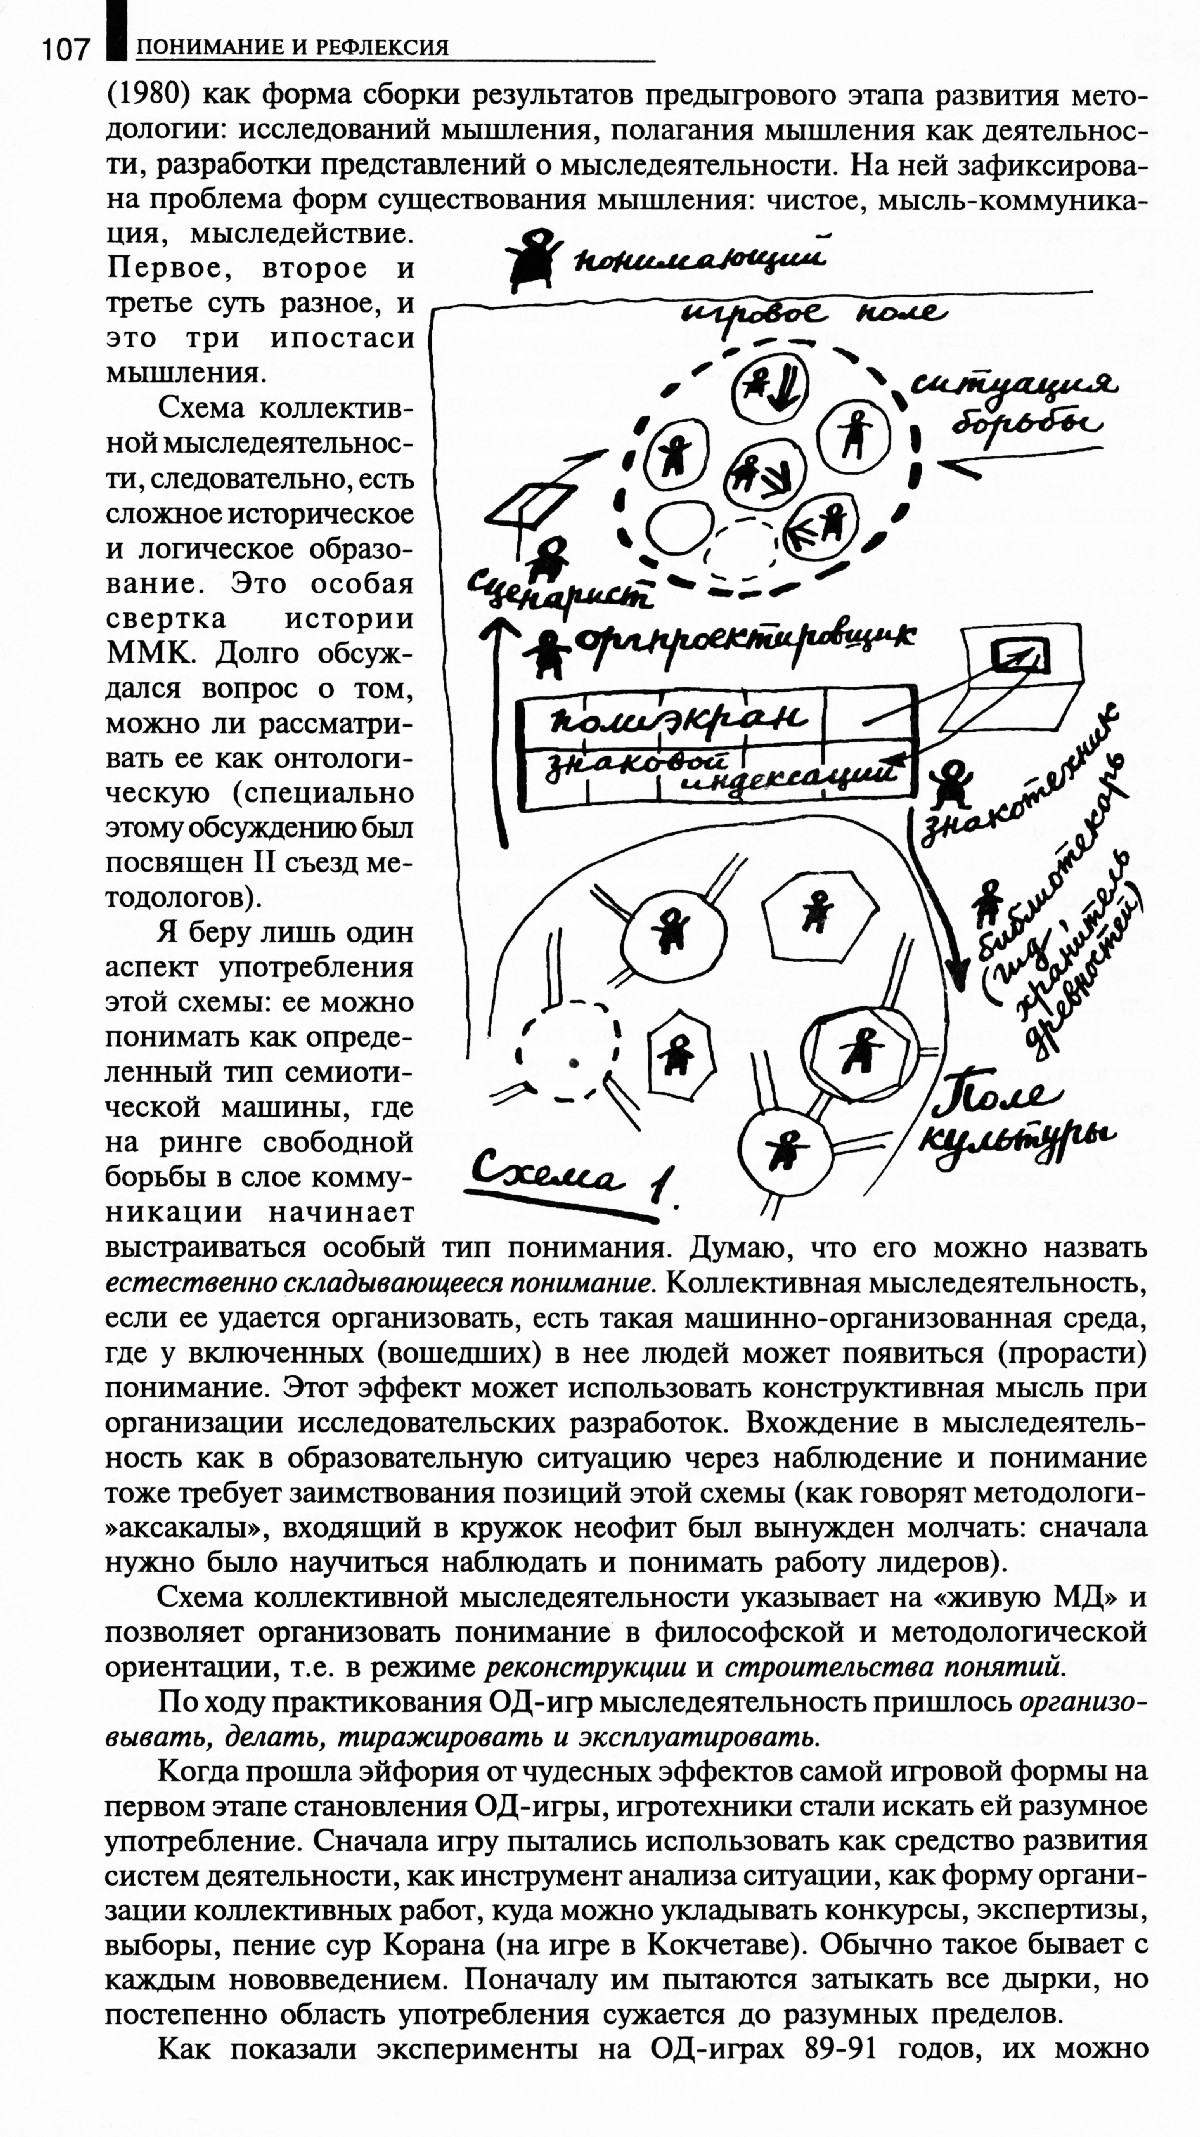 107 ПОНИМАНИЕ И РЕФЛЕКСИЯ
(1980) как форма сборки результатов предыгрового этапа развития мето-
дологии: исследований мышления, полагания мышления как деятельнос-
ти, разработки представлений о мыследеятельности. На ней зафиксирова-
на проблема форм существования мышления: чистое, мысль-коммуника-
ция, мыследействие.
Первое, второе и
третье суть разное, и
это три ипостаси
мышления.
Схема коллектив-
ной мыследеятельнос-
ти, следовательно, есть
сложное историческое
и логическое образо-
вание. Это особая
свертка истории
ММК. Долго обсуж-
дался вопрос о том,
можно ли рассматри-
вать ее как онтологи-
ческую (специально
этому обсуждению был
посвящен II съезд ме-
тодологов).
Я беру лишь один
аспект употребления
этой схемы: ее можно
понимать как опреде-
ленный тип семиоти-
ческой машины, где
на ринге свободной
борьбы в слое комму-
никации начинает
понимающий
игровое поле
ситуация
борьбы
сценарист
оргпроектировщик
полиэкран
знаковой
индексации
знакотехник
библиотекарь
(гид,
хранитель
древностей)
Поле
культуры
Схема 1.
выстраиваться особый тип понимания. Думаю, что его можно назвать
естественно складывающееся понимание. Коллективная мыследеятельность,
если ее удается организовать, есть такая машинно-организованная среда,
где у включенных (вошедших) в нее людей может появиться (прорасти)
понимание. Этот эффект может использовать конструктивная мысль при
организации исследовательских разработок. Вхождение в мыследеятель-
ность как в образовательную ситуацию через наблюдение и понимание
тоже требует заимствования позиций этой схемы (как говорят методологи-
»аксакалы», входящий в кружок неофит был вынужден молчать: сначала
нужно было научиться наблюдать и понимать работу лидеров).
Схема коллективной мыследеятельности указывает на «живую МД» и
позволяет организовать понимание в философской и методологической
ориентации, т.е. в режиме реконструкции и строительства понятий.
По ходу практикования ОД-игр мыследеятельность пришлось организо-
вывать, делать, тиражировать и эксплуатировать.
Когда прошла эйфория от чудесных эффектов самой игровой формы на
первом этапе становления ОД-игры, игротехники стали искать ей разумное
употребление. Сначала игру пытались использовать как средство развития
систем деятельности, как инструмент анализа ситуации, как форму органи-
зации коллективных работ, куда можно укладывать конкурсы, экспертизы,
выборы, пение сур Корана (на игре в Кокчетаве). Обычно такое бывает с
каждым нововведением. Поначалу им пытаются затыкать все дырки, но
постепенно область употребления сужается до разумных пределов.
Как показали эксперименты на ОД-играх 89-91 годов, их можно